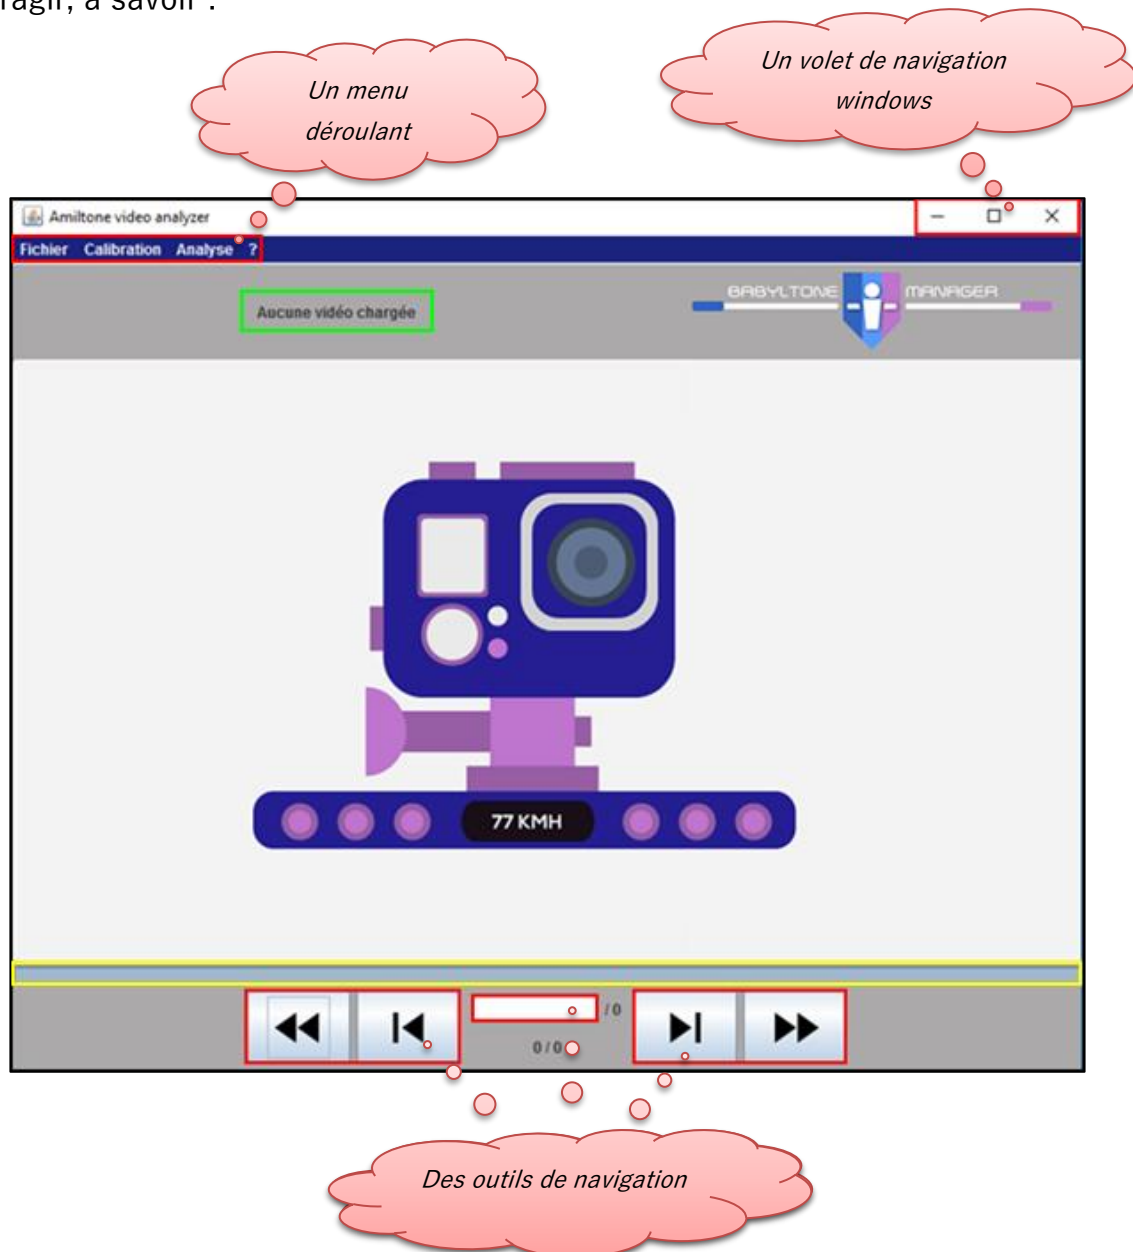 à savoir :
Un menu
déroulant
Un volet de navigation
windows
Amiltone video analyzer
Fichier Calibration Analyse ?
Aucune vidéo chargée
BABYLTONE MANAGER
77 KMH
/ 0
0 / 0
Des outils de navigation